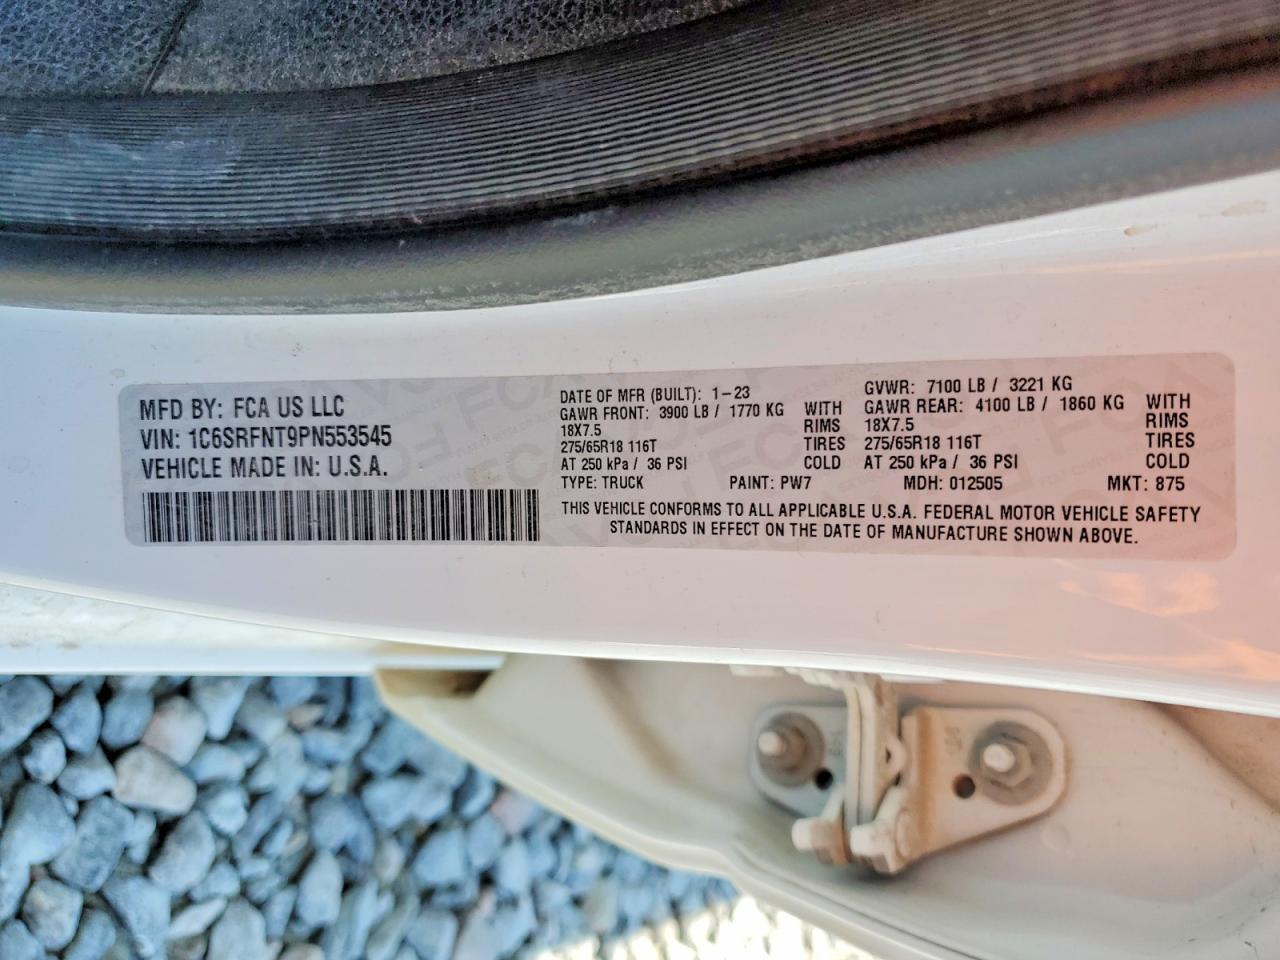 MFD BY: FCA US LLC
VIN: 1C6SRFNT9PN553545
VEHICLE MADE IN: U.S.A.
DATE OF MFR (BUILT): 1-23
GAWR FRONT: 3900 LB / 1770 KG WITH
18X7.5 RIMS
275/65R18 116T TIRES
AT 250 kPa / 36 PSI COLD
GVWR: 7100 LB / 3221 KG
GAWR REAR: 4100 LB / 1860 KG WITH
18X7.5 RIMS
275/65R18 116T TIRES
AT 250 kPa / 36 PSI COLD
TYPE: TRUCK PAINT: PW7 MDH: 012505 MKT: 875
THIS VEHICLE CONFORMS TO ALL APPLICABLE U.S.A. FEDERAL MOTOR VEHICLE SAFETY
STANDARDS IN EFFECT ON THE DATE OF MANUFACTURE SHOWN ABOVE.